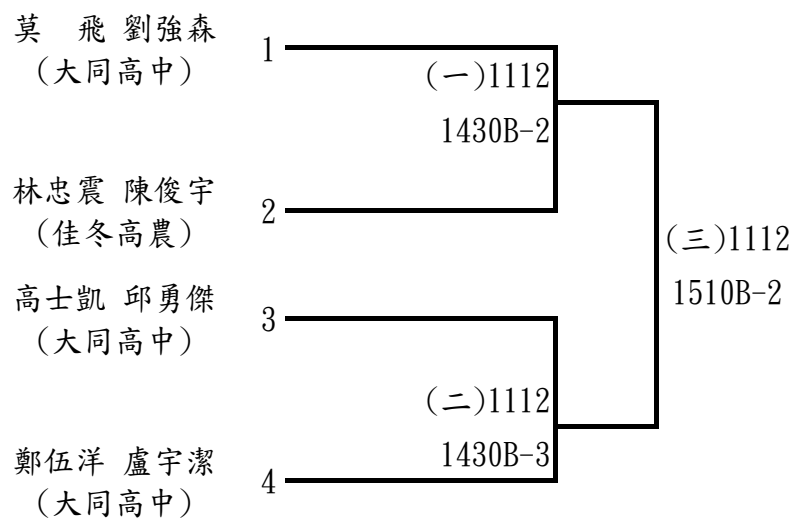 莫　飛 劉強森
(大同高中)
1
(一)1112
1430B-2
林忠震 陳俊宇
(佳冬高農)
2
(三)1112
1510B-2
高士凱 邱勇傑
(大同高中)
3
(二)1112
1430B-3
鄭伍洋 盧宇潔
(大同高中)
4